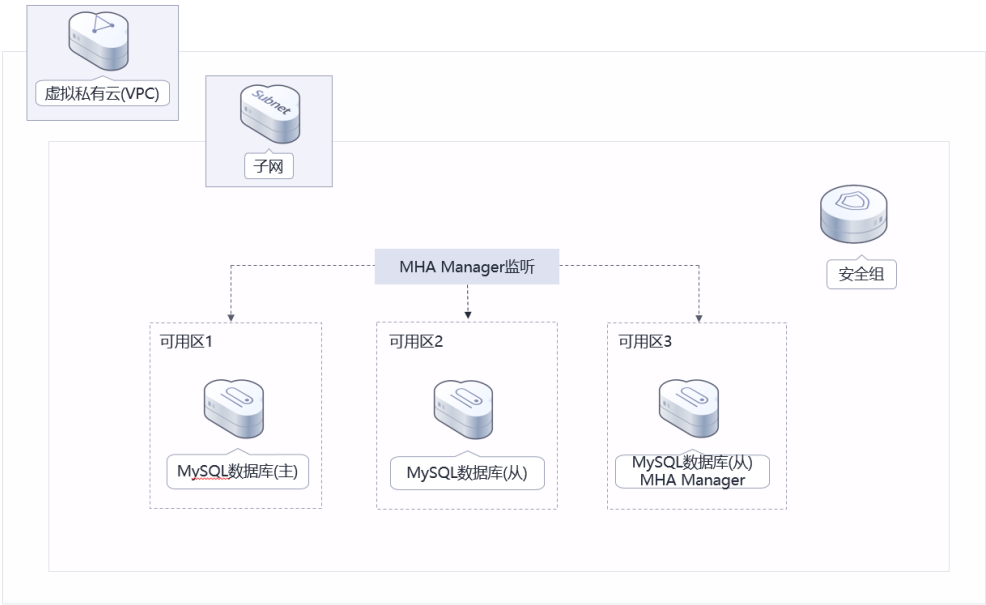 虚拟私有云(VPC)
Subnet
子网
安全组
MHA Manager监听
可用区1
可用区2
可用区3
MySQL数据库(主)
MySQL数据库(从)
MySQL数据库(从)
MHA Manager